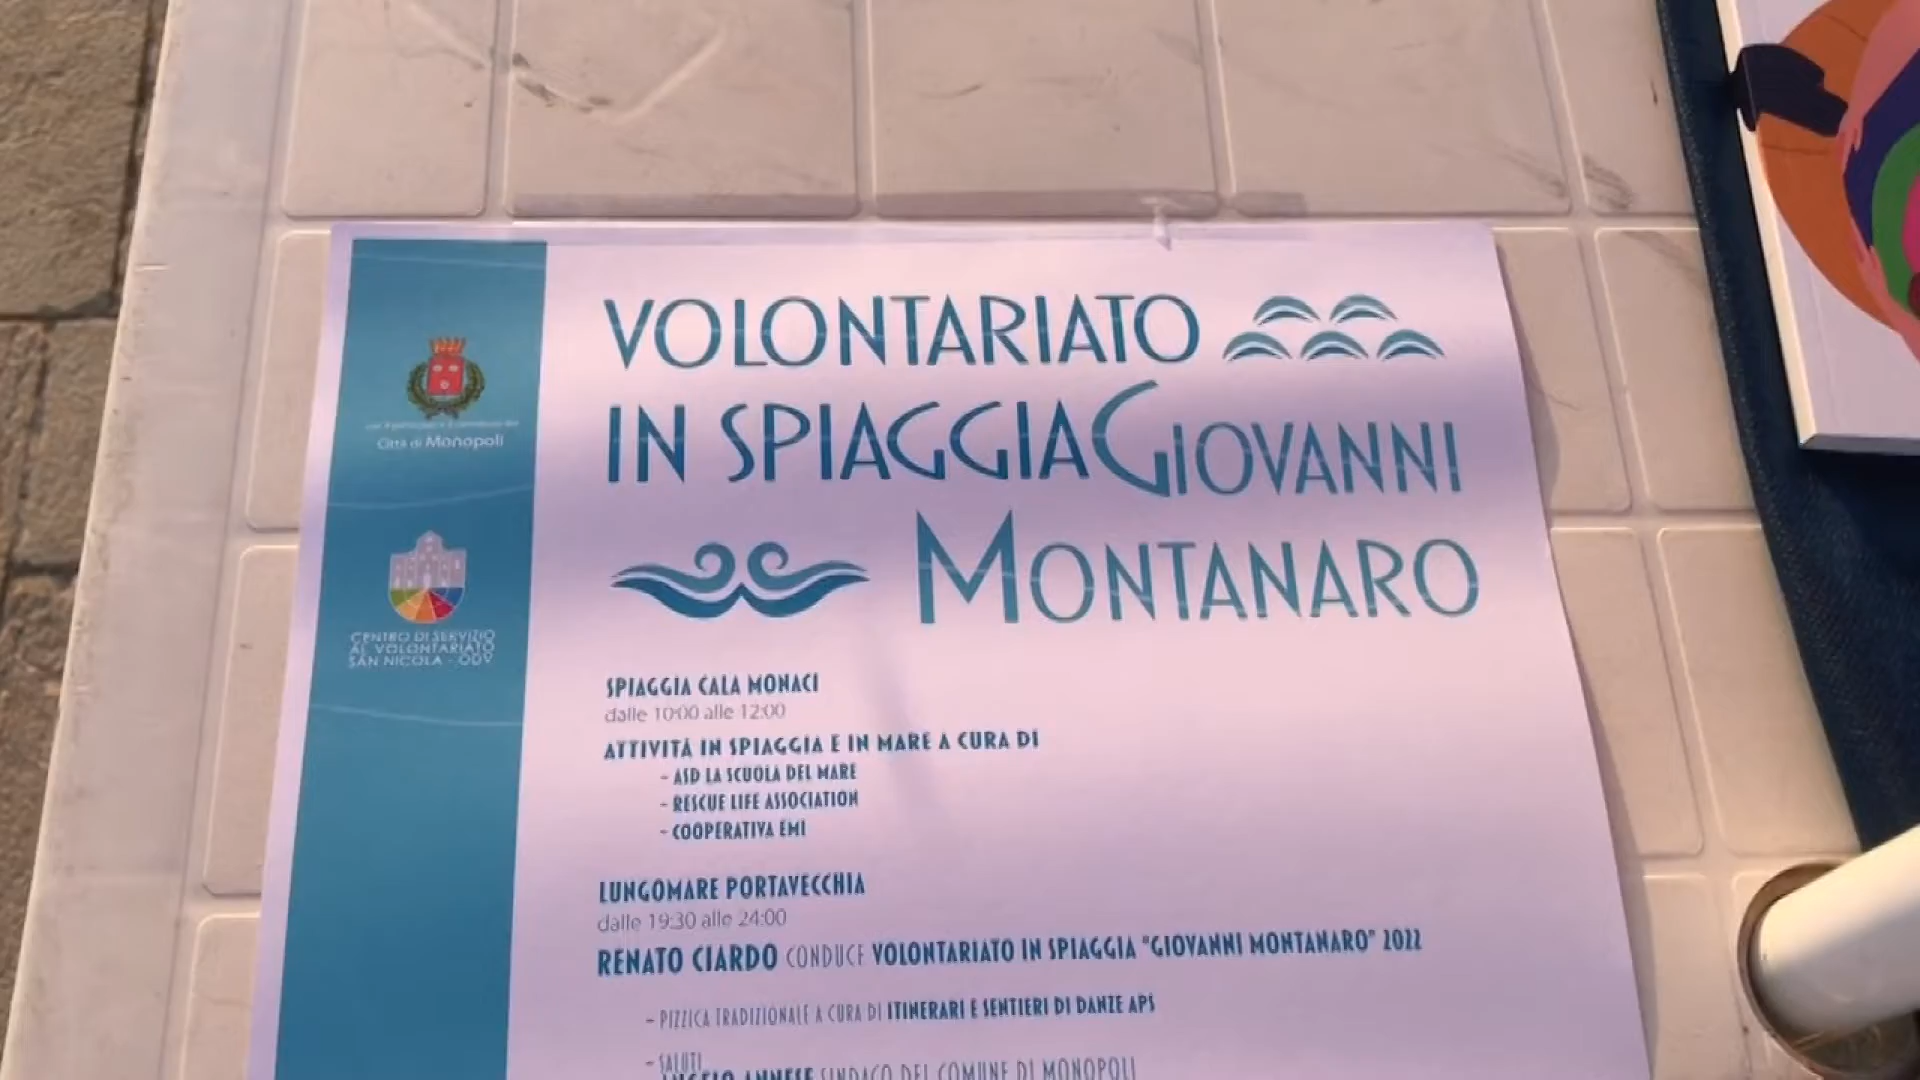 VOLONTARIATO
IN SPIAGGIA GIOVANNI
MONTANARO
Città di Monopoli
CENTRO DI SERVIZIO
AL VOLONTARIATO
SAN NICOLA - ODV
SPIAGGIA CALA MONACI
dalle 10:00 alle 12:00
ATTIVITÀ IN SPIAGGIA E IN MARE A CURA DI
- ASD LA SCUOLA DEL MARE
- RESCUE LIFE ASSOCIATION
- COOPERATIVA EMI
LUNGOMARE PORTAVECCHIA
dalle 19:30 alle 24:00
RENATO CIARDO CONDUCE VOLONTARIATO IN SPIAGGIA "GIOVANNI MONTANARO" 2022
- PIZZICA TRADIZIONALE A CURA DI ITINERARI E SENTIERI DI DANZE APS
- SALUTI
ANGELO ANNESE SINDACO DEL COMUNE DI MONOPOLI